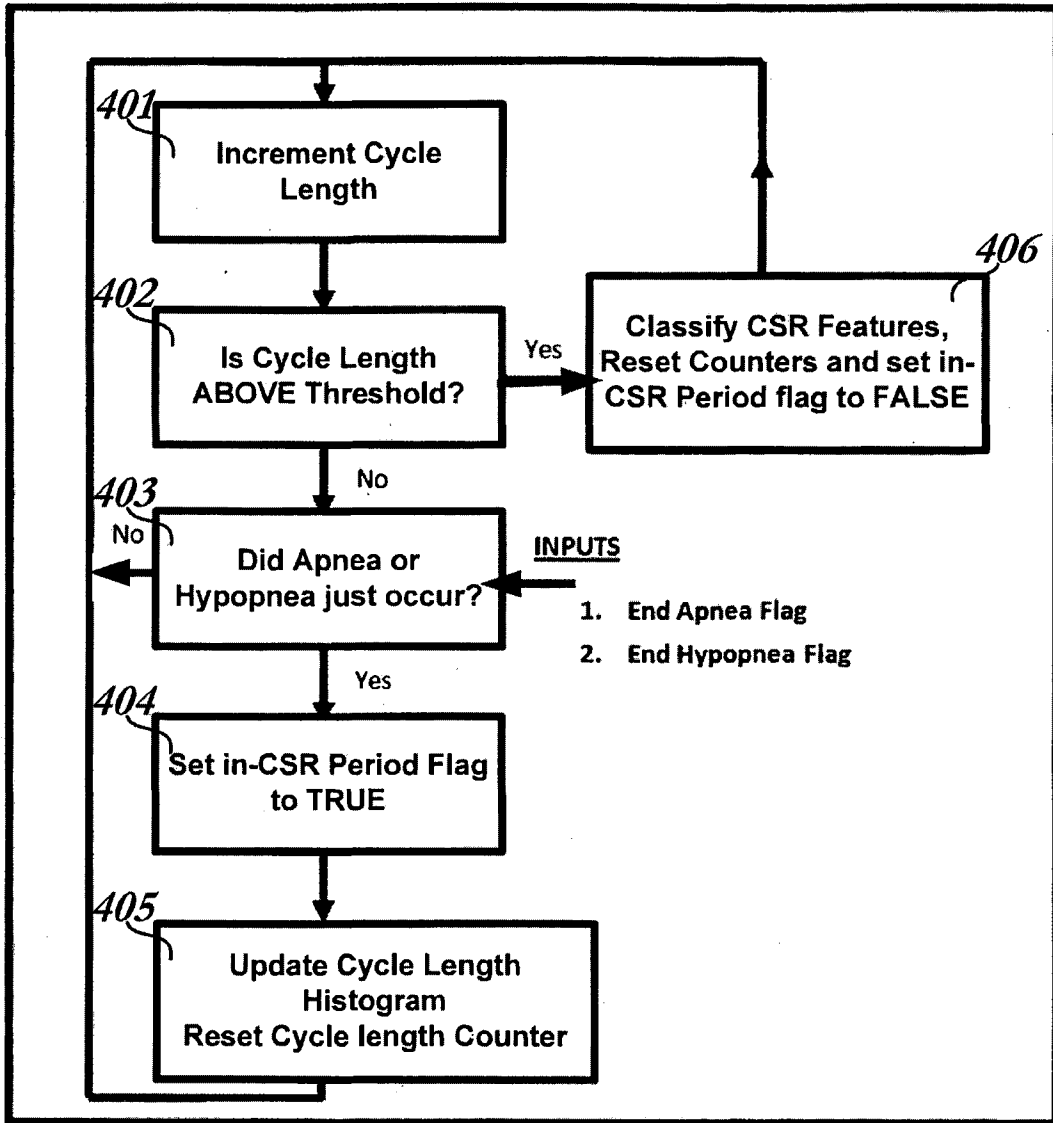 401
Increment Cycle
Length
402
Is Cycle Length
ABOVE Threshold?
Yes
406
Classify CSR Features,
Reset Counters and set in-
CSR Period flag to FALSE
No
403
No
Did Apnea or
Hypopnea just occur?
INPUTS
1. End Apnea Flag
2. End Hypopnea Flag
Yes
404
Set in-CSR Period Flag
to TRUE
405
Update Cycle Length
Histogram
Reset Cycle length Counter